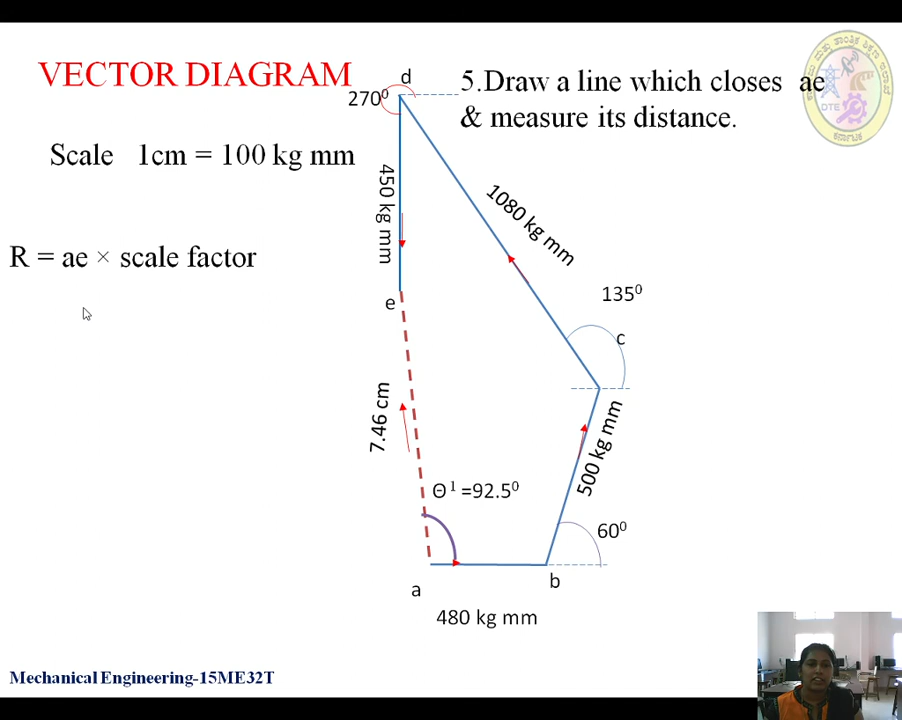 VECTOR DIAGRAM
d
5.Draw a line which closes ae
& measure its distance.
270⁰
DTE
Scale 1cm = 100 kg mm
450 kg mm
1080 kg mm
R = ae × scale factor
135⁰
e
c
7.46 cm
500 kg mm
Θ¹ =92.5⁰
60⁰
a
b
480 kg mm
Mechanical Engineering-15ME32T